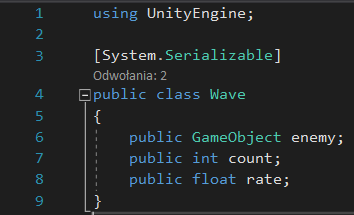 1 using UnityEngine;
2
3 [System.Serializable]
Odwołania: 2
4 public class Wave
5 {
6 public GameObject enemy;
7 public int count;
8 public float rate;
9 }